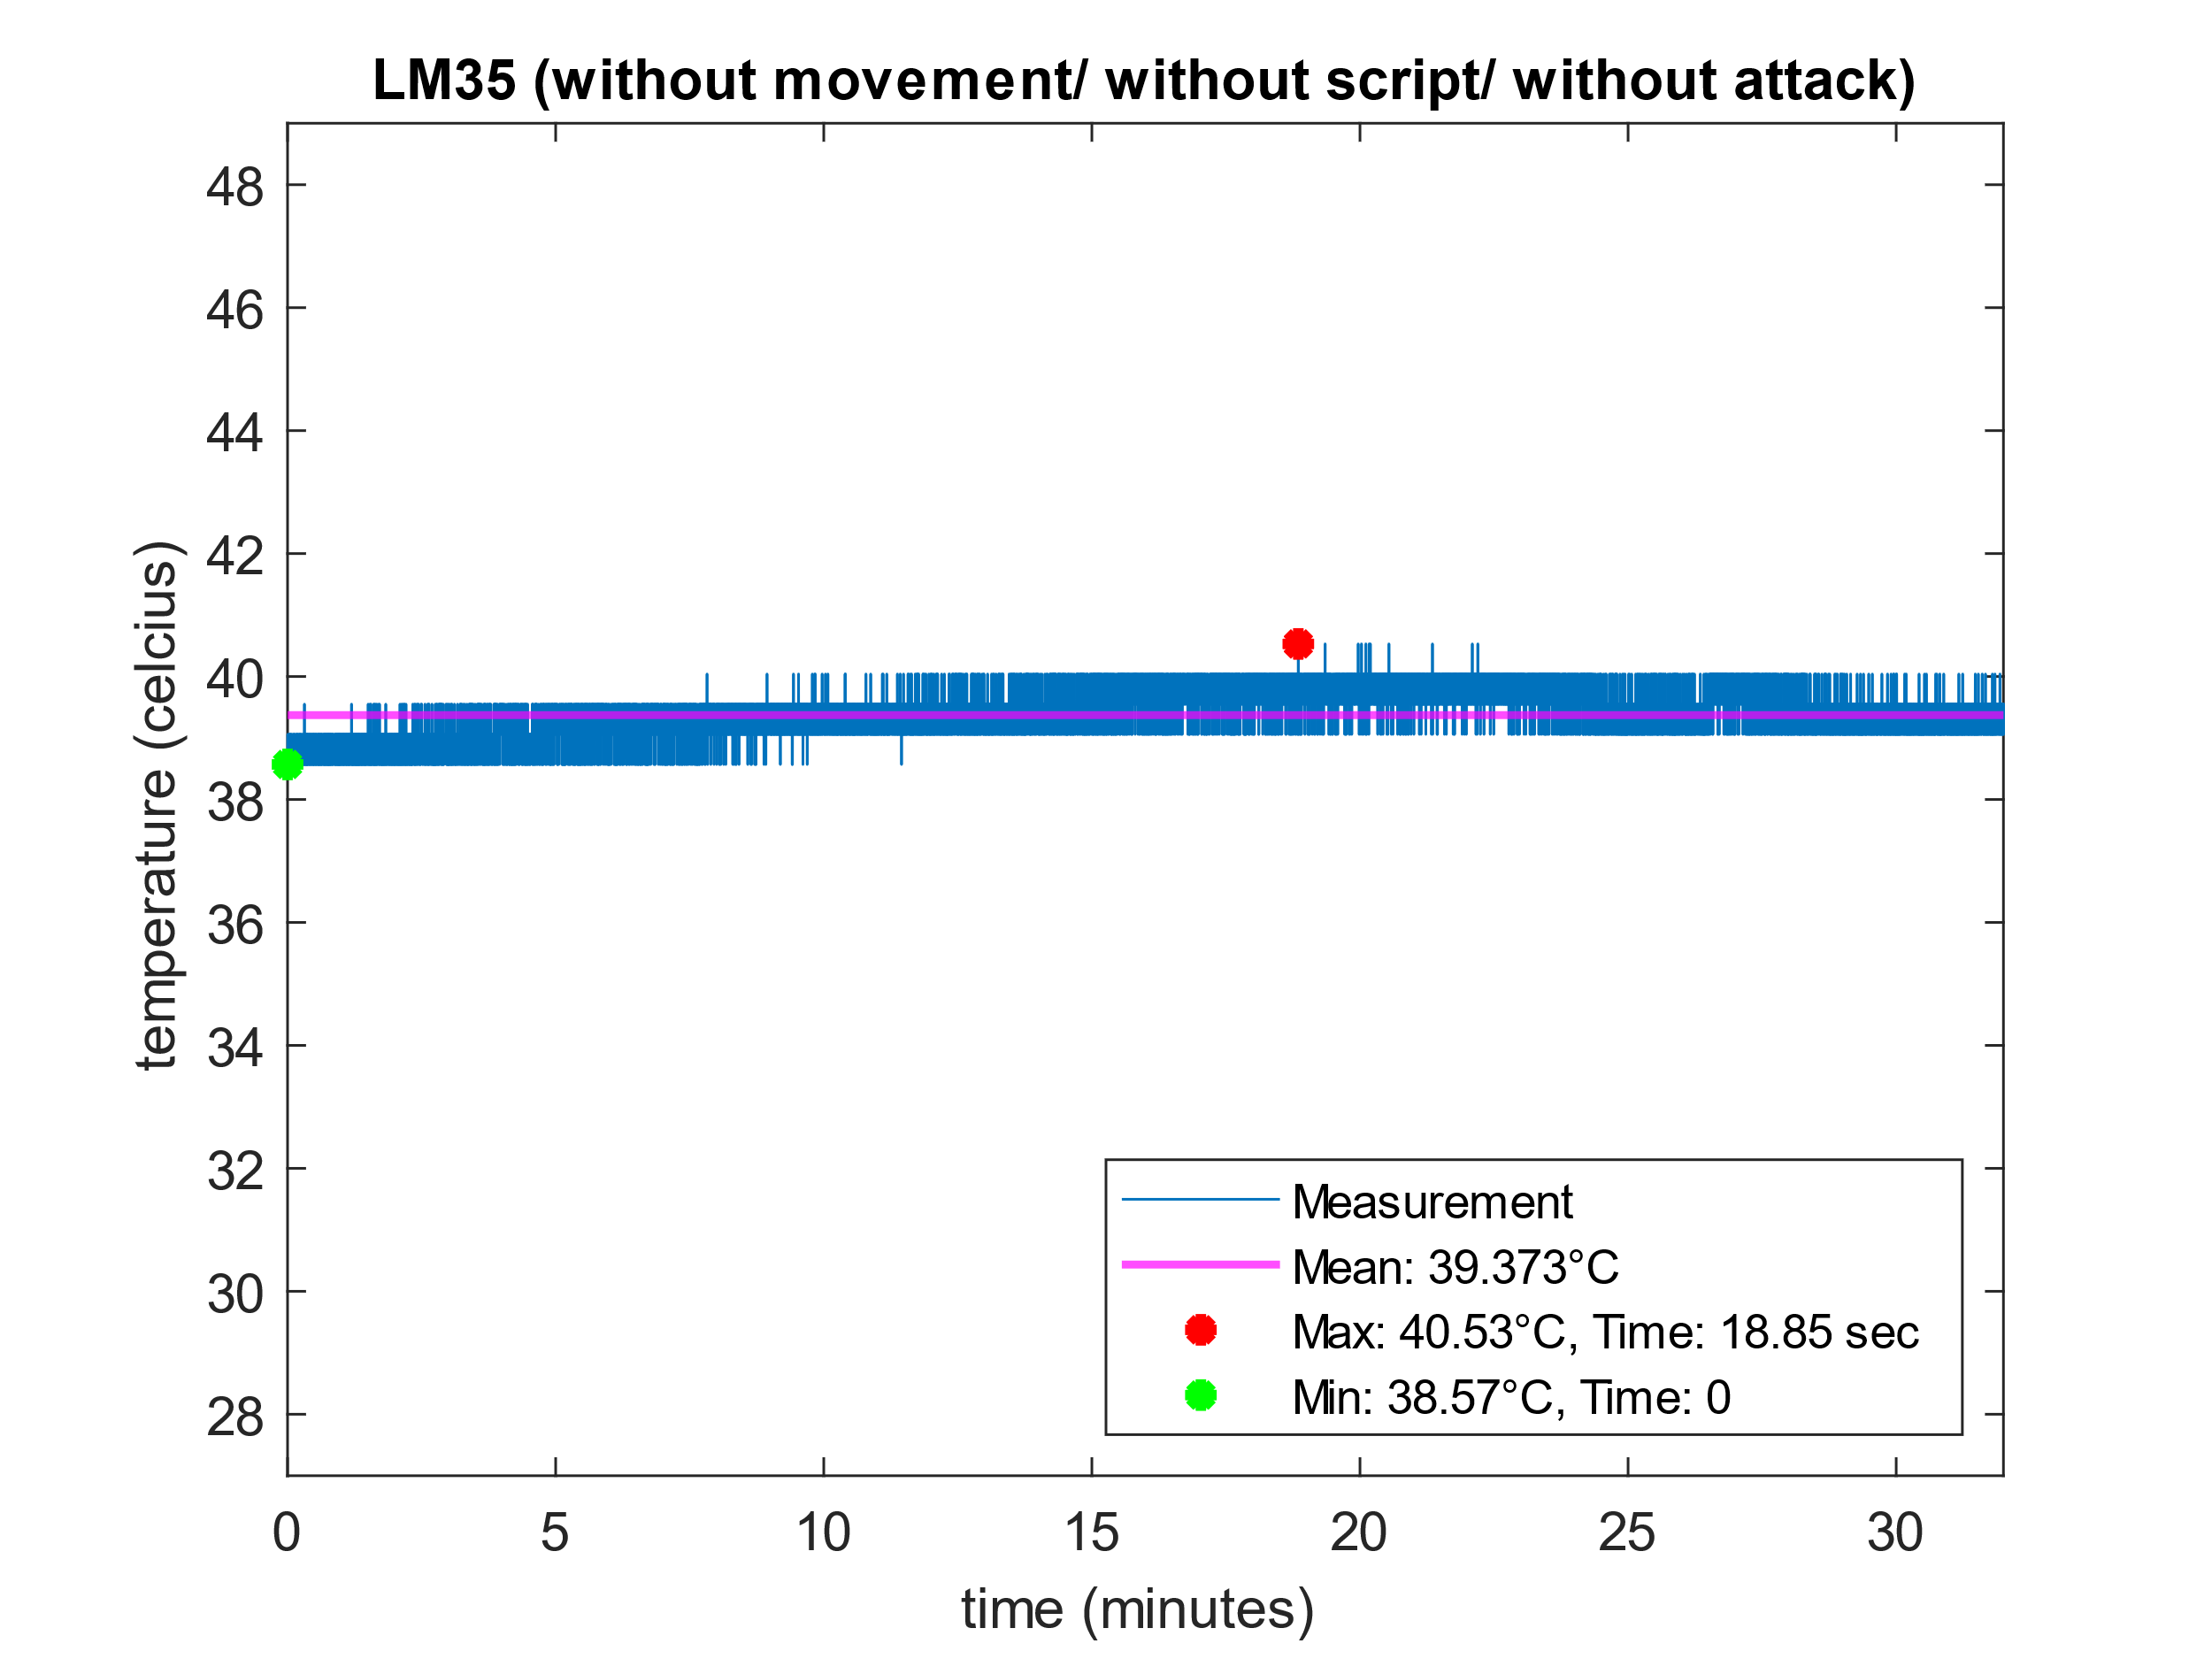 LM35 (without movement/ without script/ without attack)
48
46
44
42
40
38
36
34
32
30
28
temperature (celcius)
Measurement
Mean: 39.373°C
Max: 40.53°C, Time: 18.85 sec
Min: 38.57°C, Time: 0
0 5 10 15 20 25 30
time (minutes)